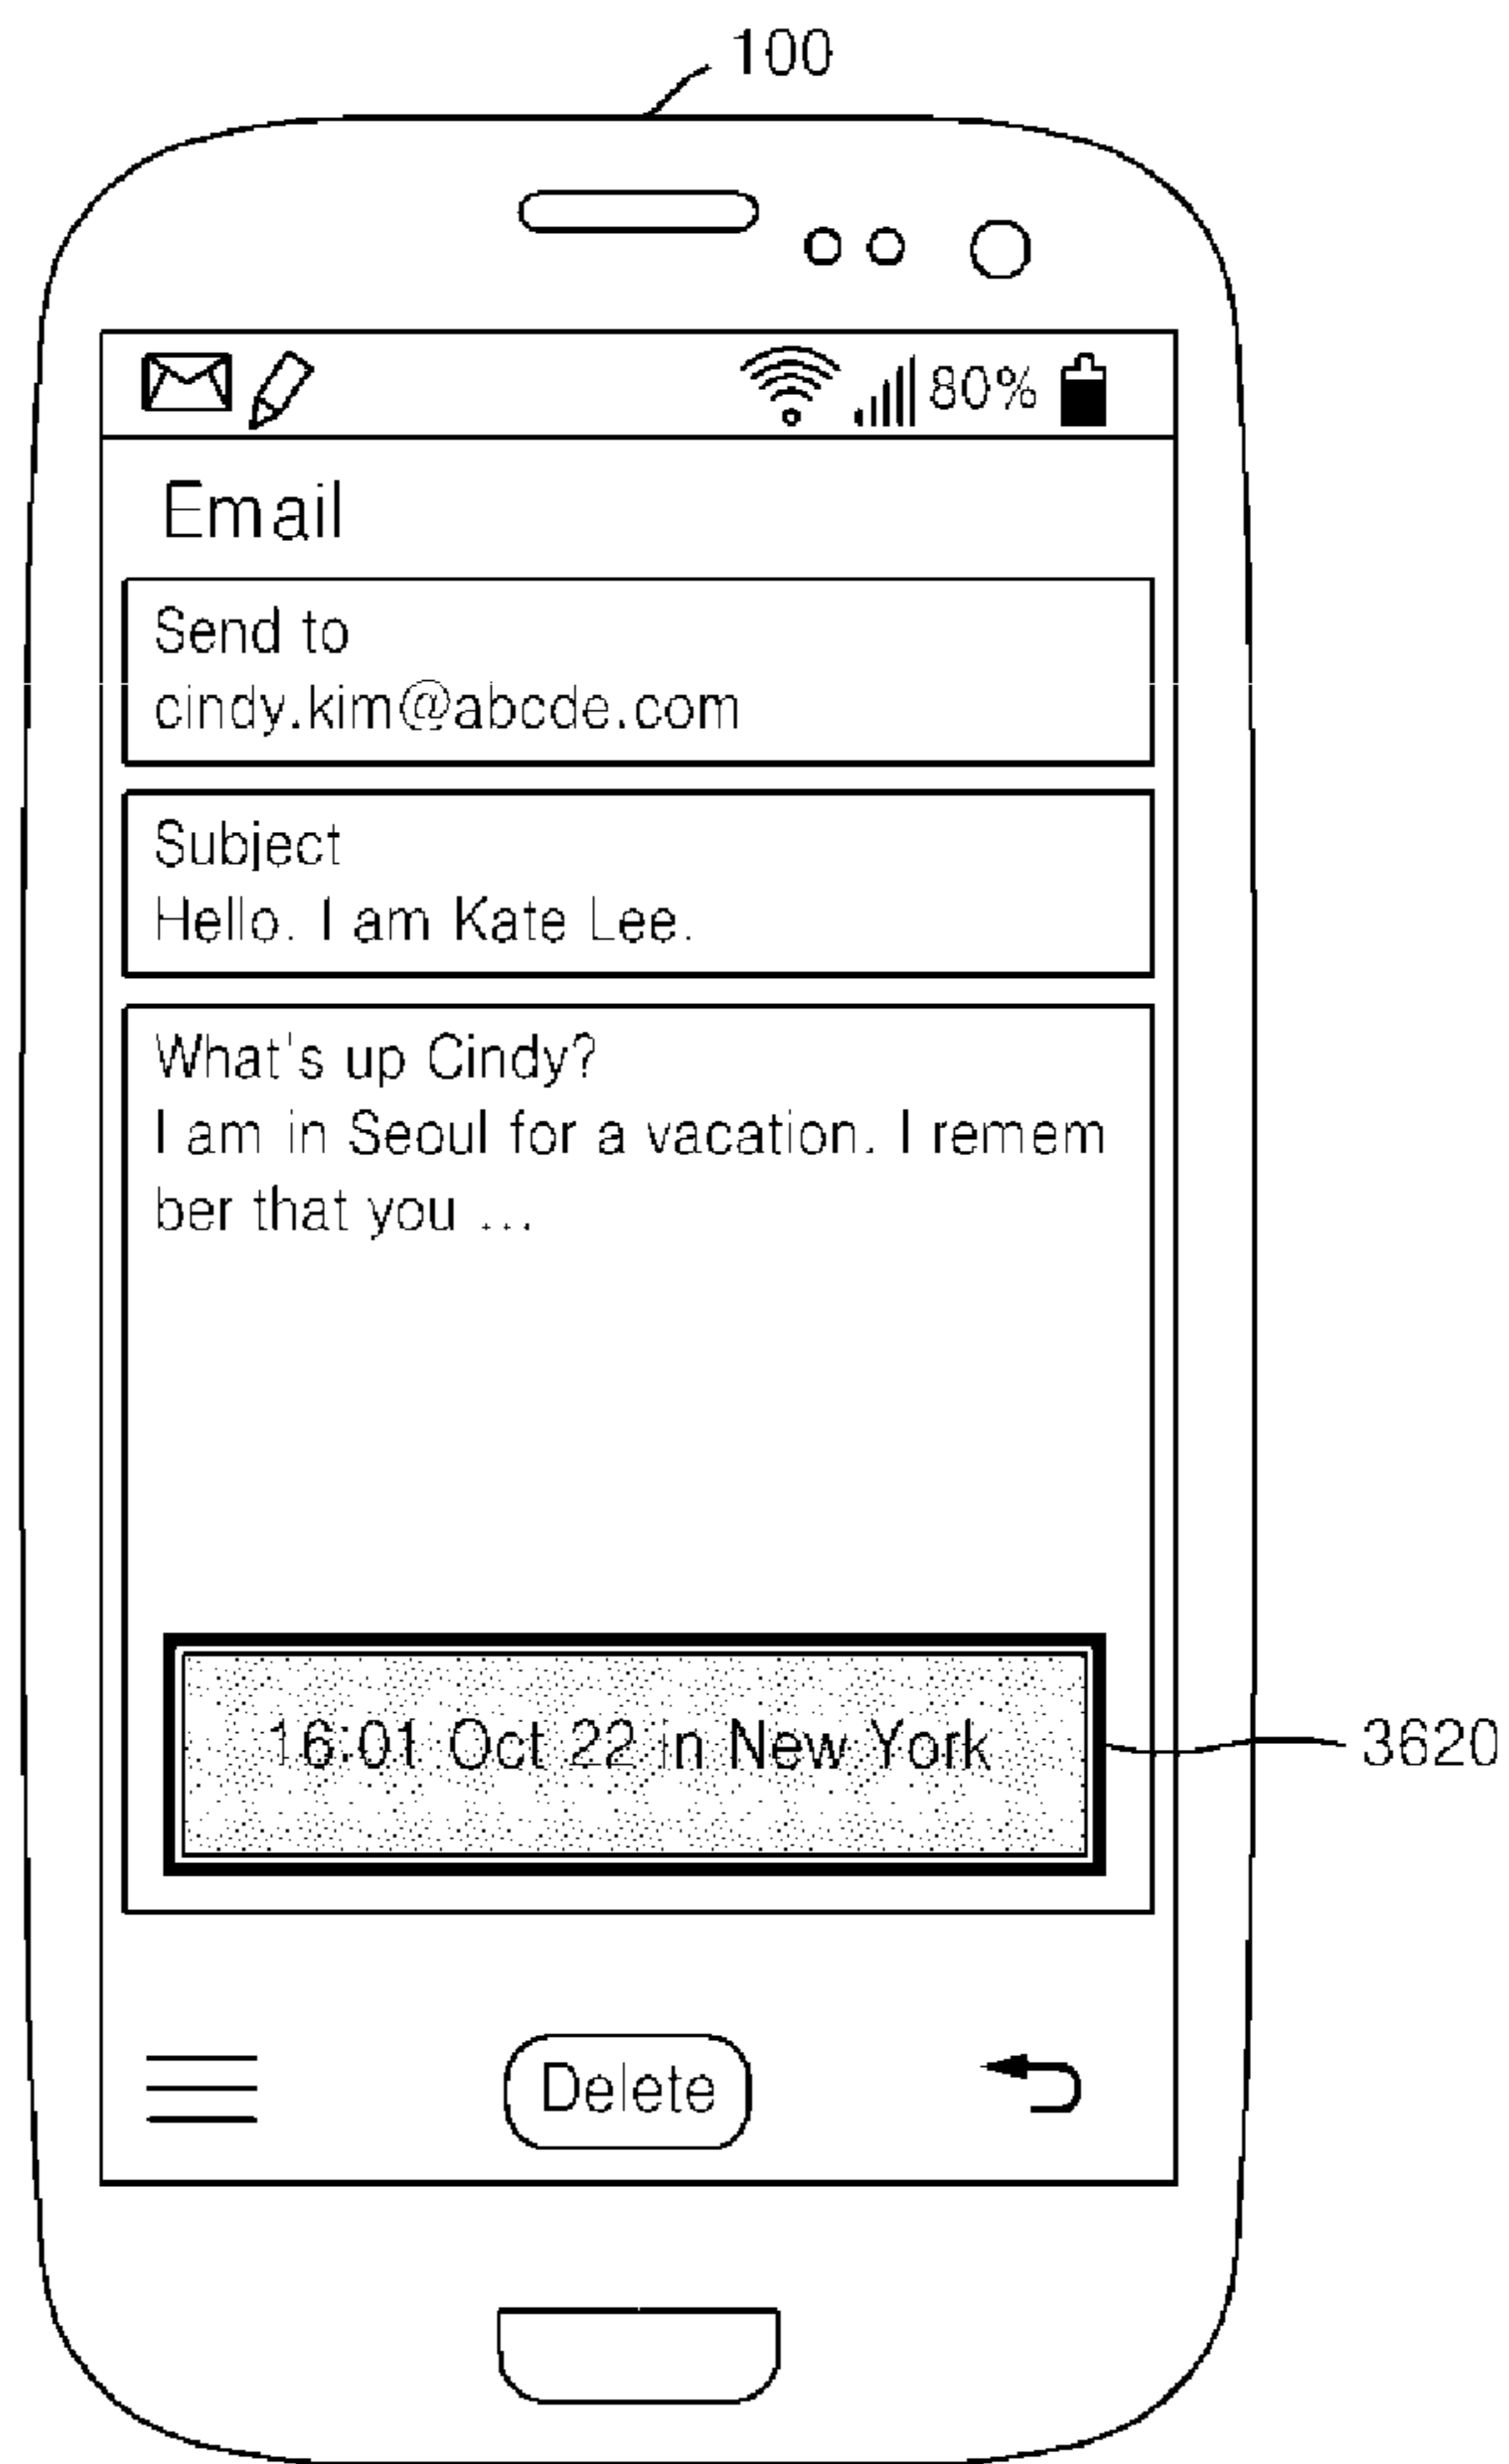 100
80%
Email
Send to
cindy.kim@abcde.com
Subject
Hello. I am Kate Lee.
What's up Cindy?
I am in Seoul for a vacation. I remem
ber that you ...
16:01 Oct 22 in New York
3620
Delete